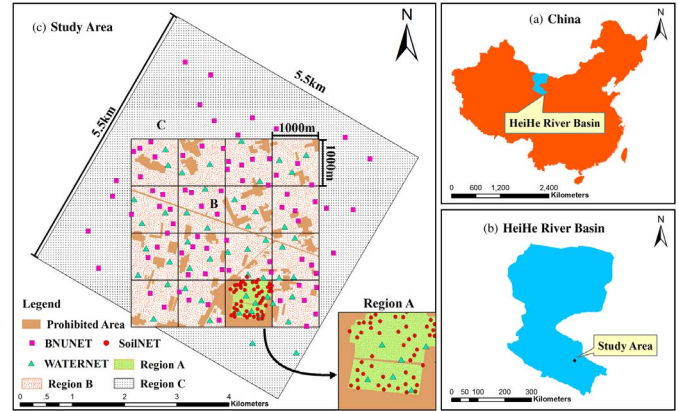 (c) Study Area
N
5.5km
5.5km
C
1000m
1000m
B
Legend
Prohibited Area
BNUNET
SoilNET
WATERNET
Region A
Region B
Region C
0 .5 1 2 3 4
Kilometers
Region A
(a) China
N
HeiHe River Basin
0 600 1,200 2,400
Kilometers
(b) HeiHe River Basin
N
Study Area
0 50 100 200 300
Kilometers